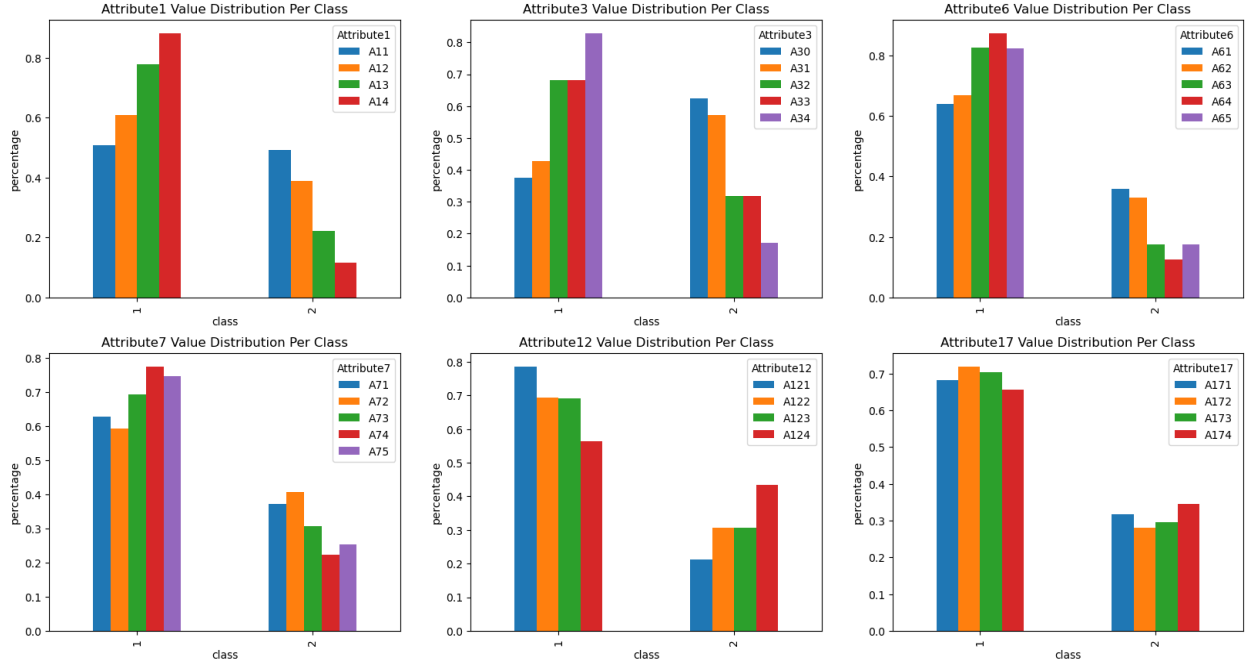 Attribute1 Value Distribution Per Class
percentage
0.8
0.6
0.4
0.2
0.0
1
2
class
Attribute1
A11
A12
A13
A14
Attribute3 Value Distribution Per Class
percentage
0.8
0.7
0.6
0.5
0.4
0.3
0.2
0.1
0.0
1
2
class
Attribute3
A30
A31
A32
A33
A34
Attribute6 Value Distribution Per Class
percentage
0.8
0.6
0.4
0.2
0.0
1
2
class
Attribute6
A61
A62
A63
A64
A65
Attribute7 Value Distribution Per Class
percentage
0.8
0.7
0.6
0.5
0.4
0.3
0.2
0.1
0.0
1
2
class
Attribute7
A71
A72
A73
A74
A75
Attribute12 Value Distribution Per Class
percentage
0.8
0.7
0.6
0.5
0.4
0.3
0.2
0.1
0.0
1
2
class
Attribute12
A121
A122
A123
A124
Attribute17 Value Distribution Per Class
percentage
0.7
0.6
0.5
0.4
0.3
0.2
0.1
0.0
1
2
class
Attribute17
A171
A172
A173
A174